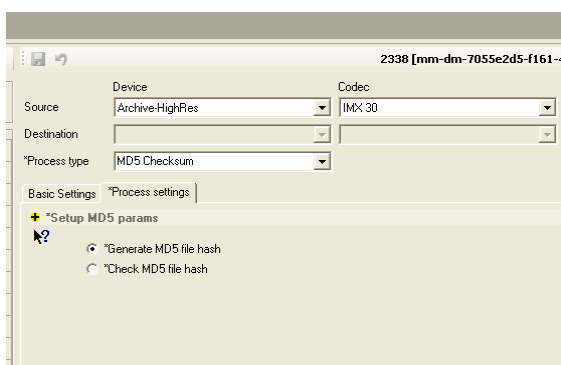 2338 [mm-dm-7055e2d5-f161-
Device Codec
Source Archive-HighRes IMX 30
Destination
*Process type MD5 Checksum
Basic Settings *Process settings
*Setup MD5 params
*Generate MD5 file hash
*Check MD5 file hash